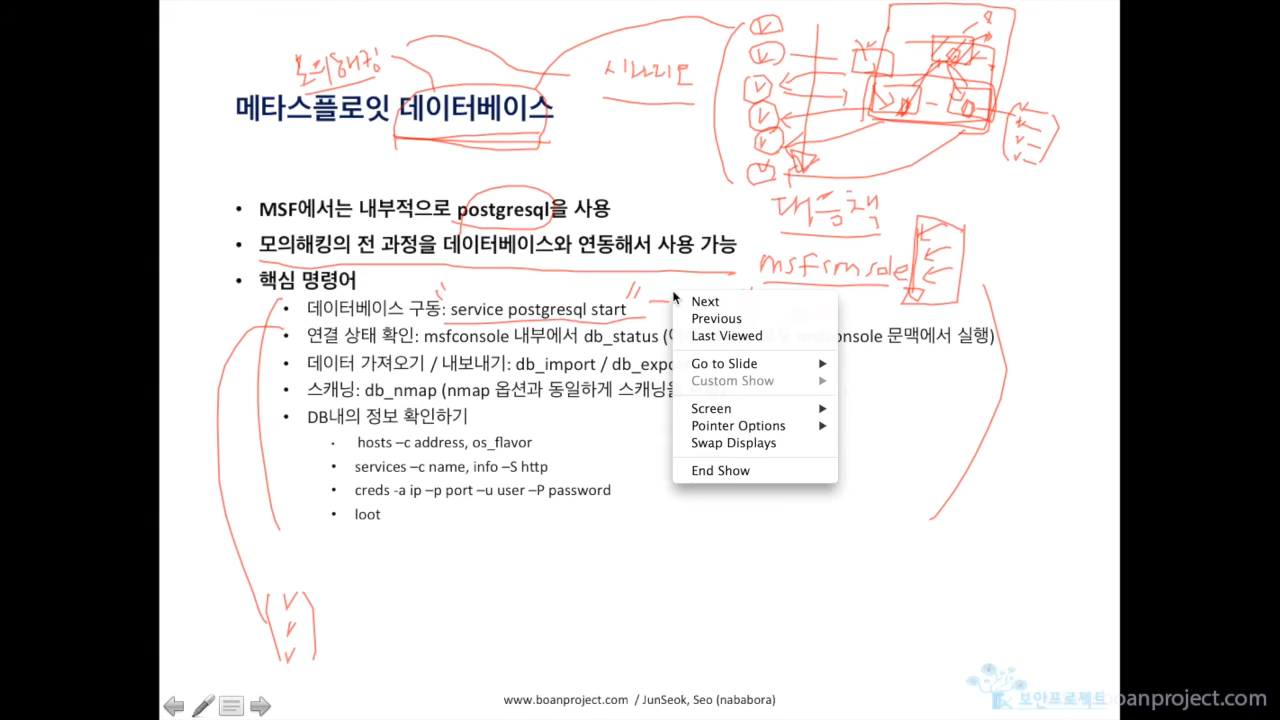 모의해킹
시나리오
메타스플로잇 데이터베이스
대응책
• MSF에서는 내부적으로 postgresql을 사용
• 모의해킹의 전 과정을 데이터베이스와 연동해서 사용 가능
msfconsole
• 핵심 명령어
• 데이터베이스 구동: service postgresql start
• 연결 상태 확인: msfconsole 내부에서 db_status
console 문맥에서 실행)
• 데이터 가져오기 / 내보내기: db_import /
• 스캐닝: db_nmap (nmap 옵션과 동일하게
• DB내의 정보 확인하기
• hosts –c address, os_flavor
• services –c name, info –S http
• creds -a ip –p port –u user –P password
• loot
Next
Previous
Last Viewed
Go to Slide
Custom Show
Screen
Pointer Options
Swap Displays
End Show
www.boanproject.com / JunSeok, Seo (nababora)
보안프로젝트
boanproject.com